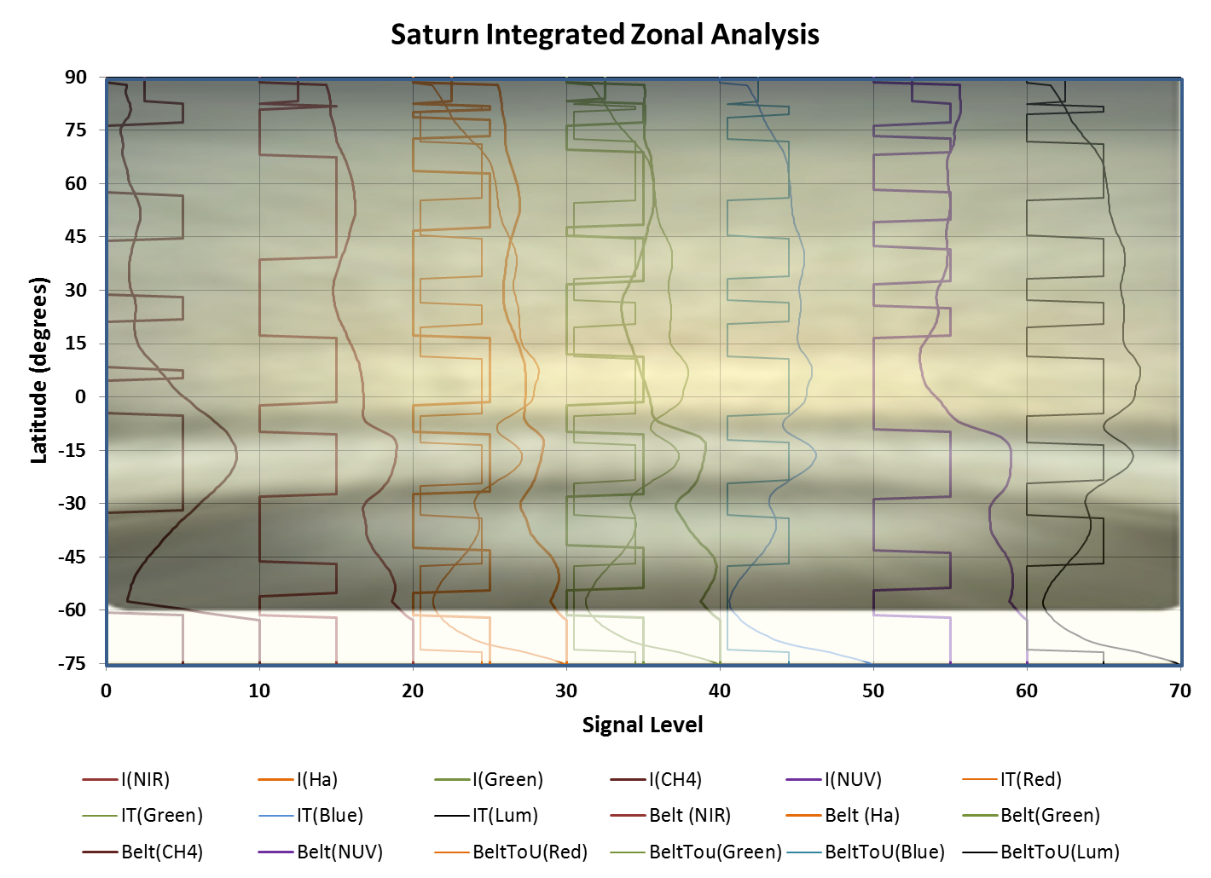 Saturn Integrated Zonal Analysis
90
75
60
45
30
15
0
-15
-30
-45
-60
-75
Latitude (degrees)
0 10 20 30 40 50 60 70
Signal Level
I(NIR) I(Ha) I(Green) I(CH4) I(NUV) IT(Red)
IT(Green) IT(Blue) IT(Lum) Belt (NIR) Belt (Ha) Belt(Green)
Belt(CH4) Belt(NUV) BeltToU(Red) BeltTou(Green) BeltToU(Blue) BeltToU(Lum)